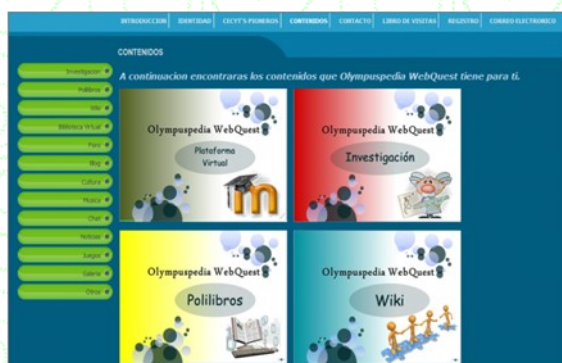 INTRODUCCION IDENTIDAD CECYT'S PIONEROS CONTENIDOS CONTACTO LIBRO DE VISITAS REGISTRO CORREO ELECTRONICO
CONTENIDOS
A continuacion encontraras los contenidos que Olympuspedia WebQuest tiene para ti.
Investigacion
Polilibros
Wiki
Biblioteca Virtual
Foro
Blog
Cultura
Musica
Chat
Noticias
Juegos
Galeria
Otros
Olympuspedia WebQuest
Plataforma
Virtual
m
Olympuspedia WebQuest
Investigación
Olympuspedia WebQuest
Polilibros
Olympuspedia WebQuest
Wiki